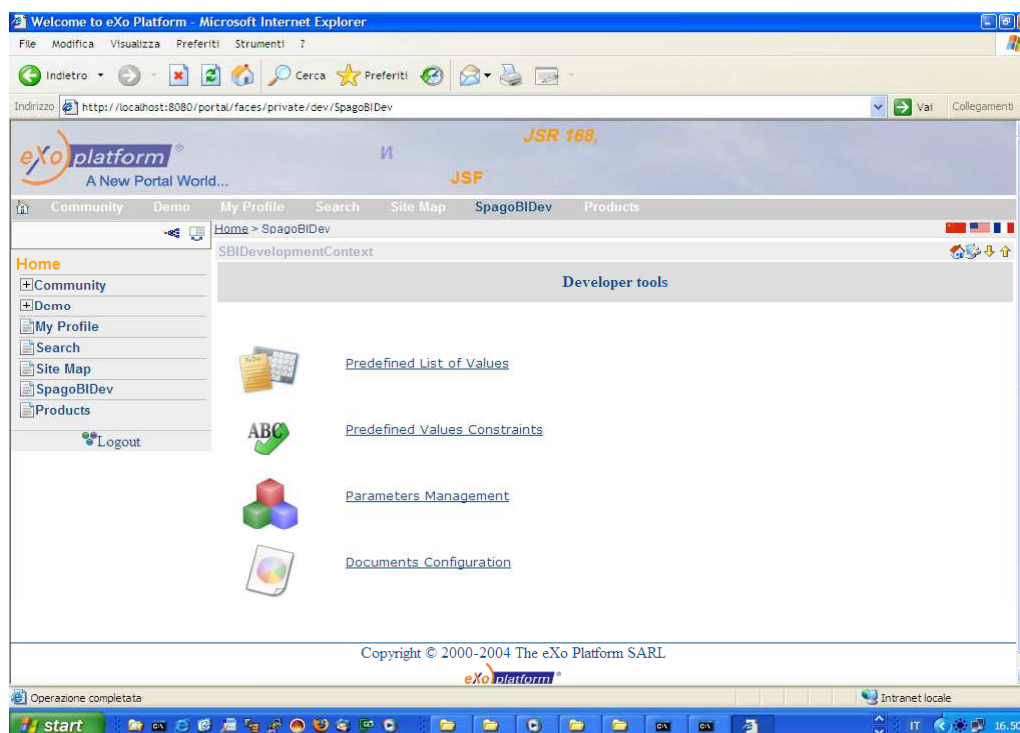 Welcome to eXo Platform - Microsoft Internet Explorer
File Modifica Visualizza Preferiti Strumenti ?
Indietro Cerca Preferiti
Indirizzo http://localhost:8080/portal/faces/private/dev/SpagoBIDev Vai Collegamenti
JSR 168,
eXo platform ®
И
A New Portal World...
JSF
Community Demo My Profile Search Site Map SpagoBIDev Products
Home > SpagoBIDev
SBIDevelopmentContext
Home
Developer tools
Community
Demo
My Profile
Search
Site Map
SpagoBIDev
Products
Logout
Predefined List of Values
ABC
Predefined Values Constraints
Parameters Management
Documents Configuration
Copyright © 2000-2004 The eXo Platform SARL
eXo platform ®
Operazione completata Intranet locale
start IT 16.50